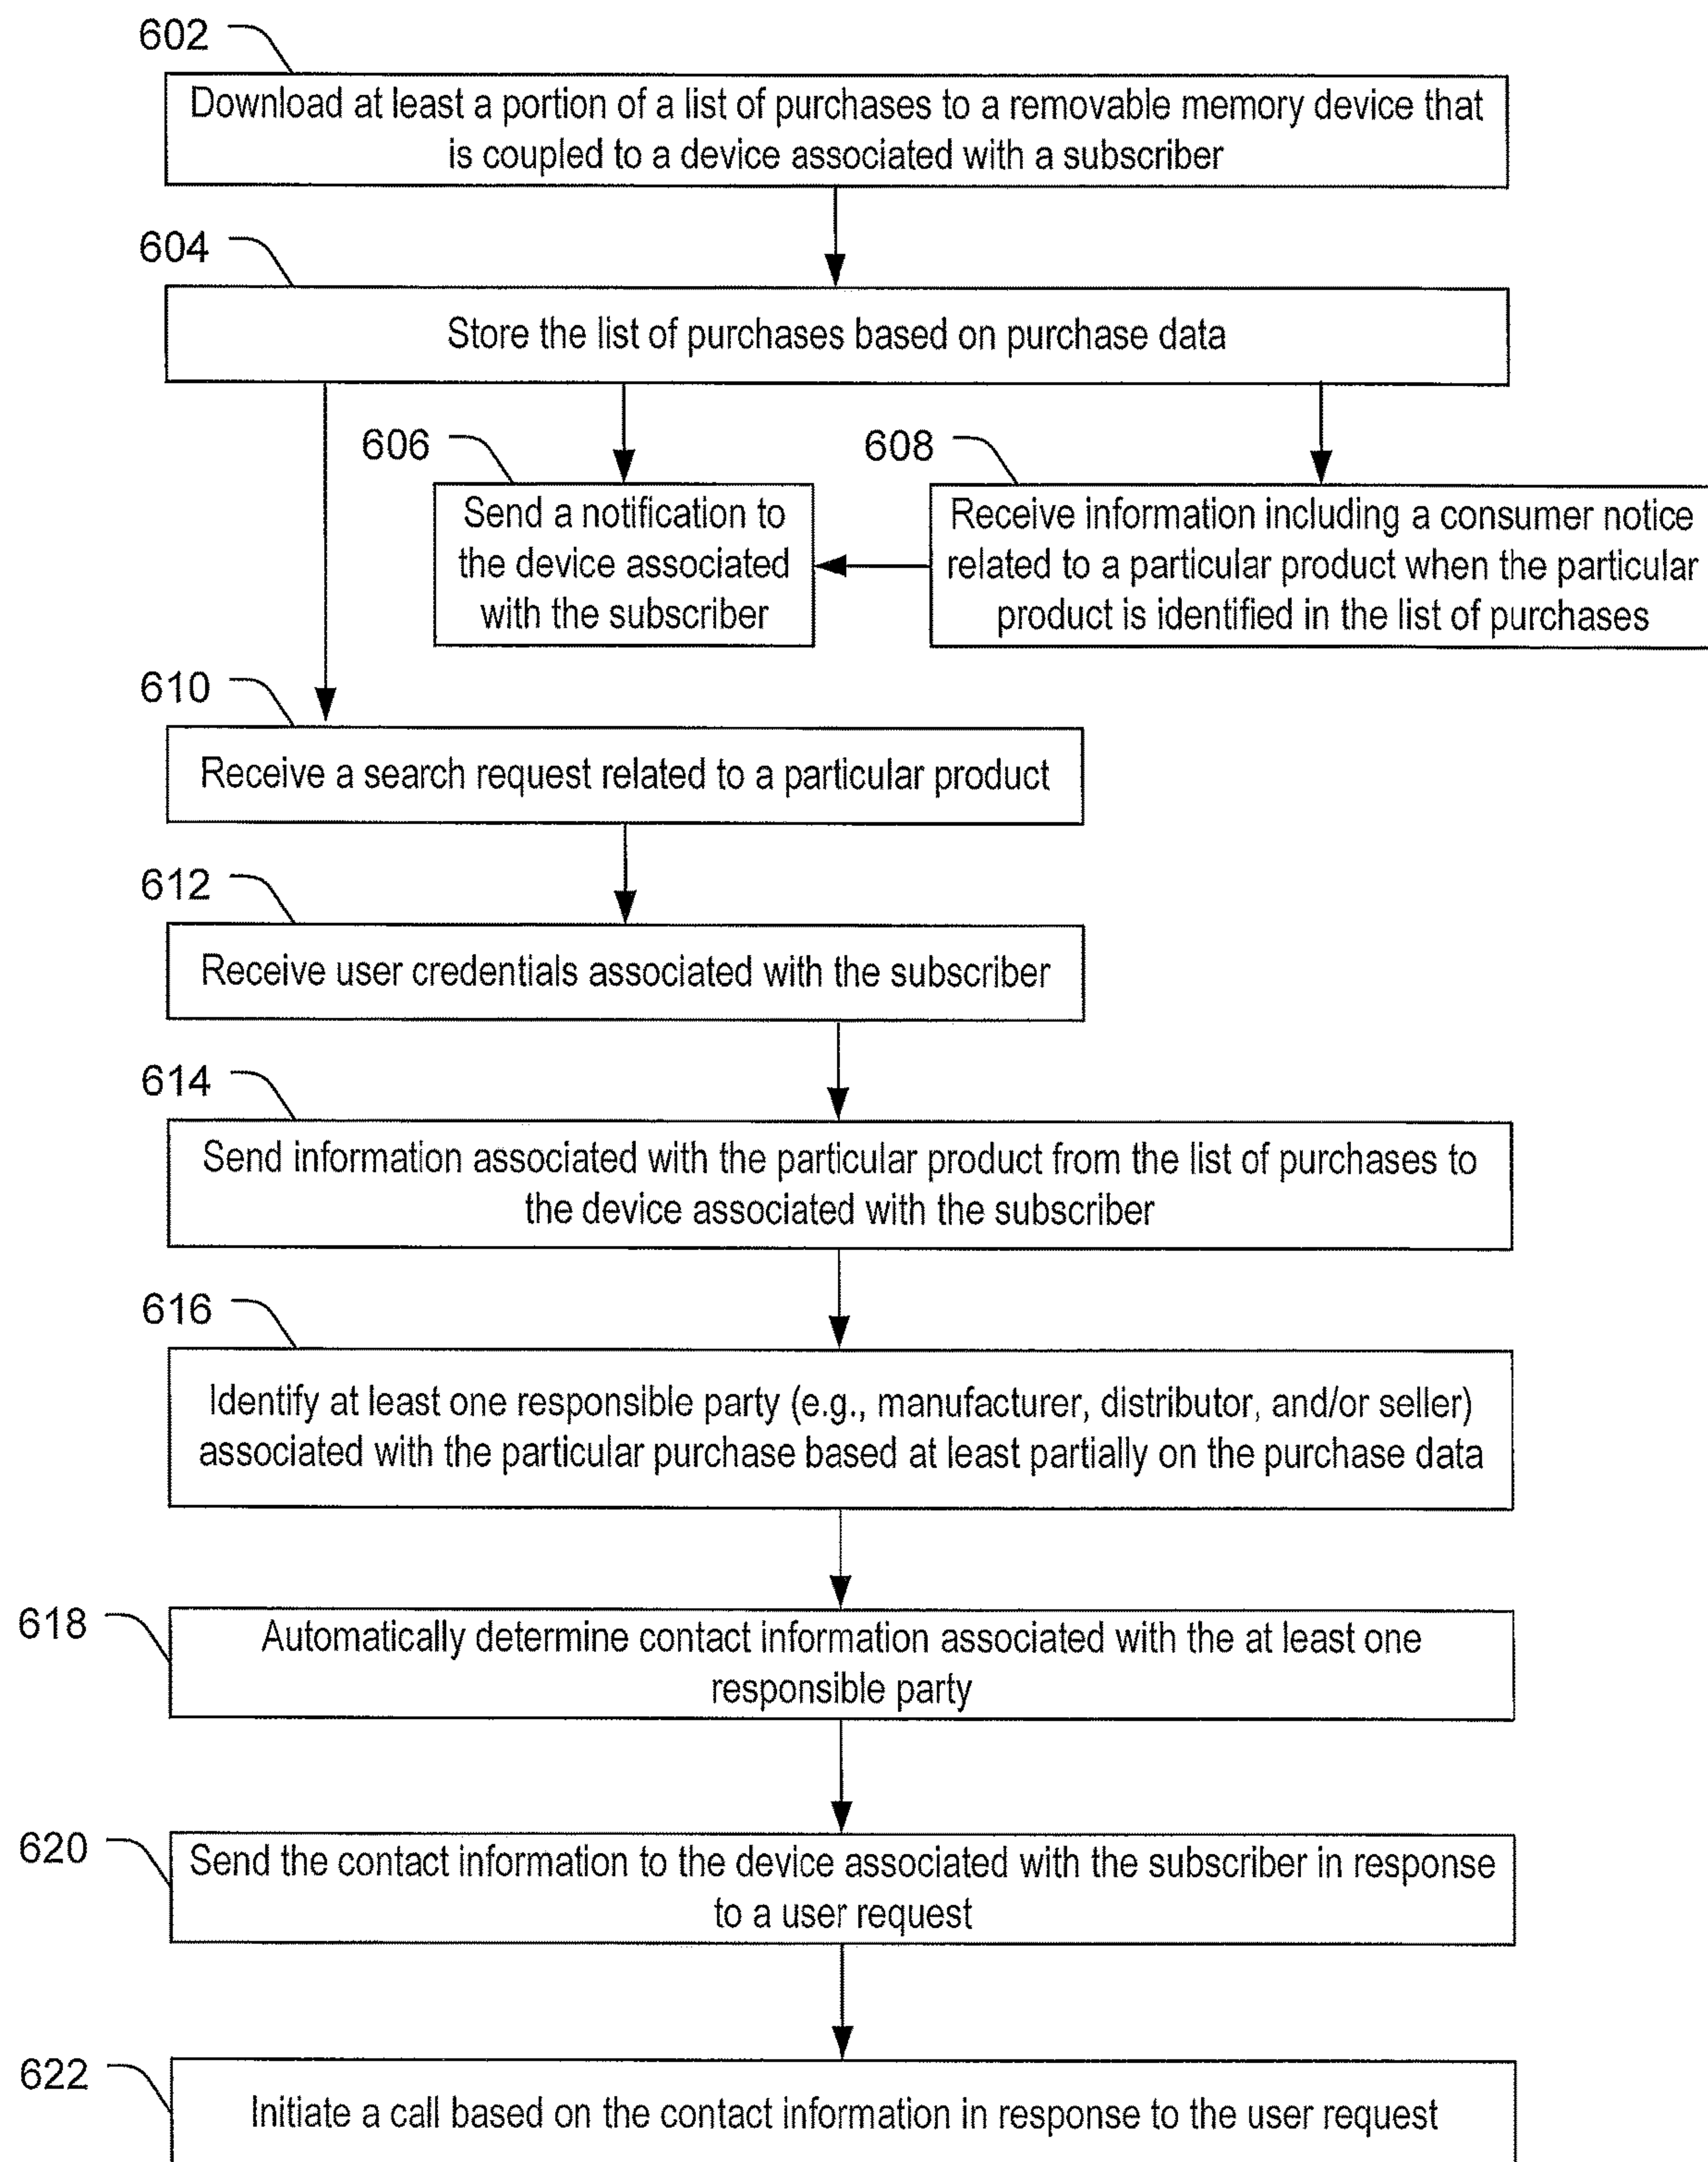 602
Download at least a portion of a list of purchases to a removable memory device that
is coupled to a device associated with a subscriber
604
Store the list of purchases based on purchase data
606
Send a notification to
the device associated
with the subscriber
608
Receive information including a consumer notice
related to a particular product when the particular
product is identified in the list of purchases
610
Receive a search request related to a particular product
612
Receive user credentials associated with the subscriber
614
Send information associated with the particular product from the list of purchases to
the device associated with the subscriber
616
Identify at least one responsible party (e.g., manufacturer, distributor, and/or seller)
associated with the particular purchase based at least partially on the purchase data
618
Automatically determine contact information associated with the at least one
responsible party
620
Send the contact information to the device associated with the subscriber in response
to a user request
622
Initiate a call based on the contact information in response to the user request